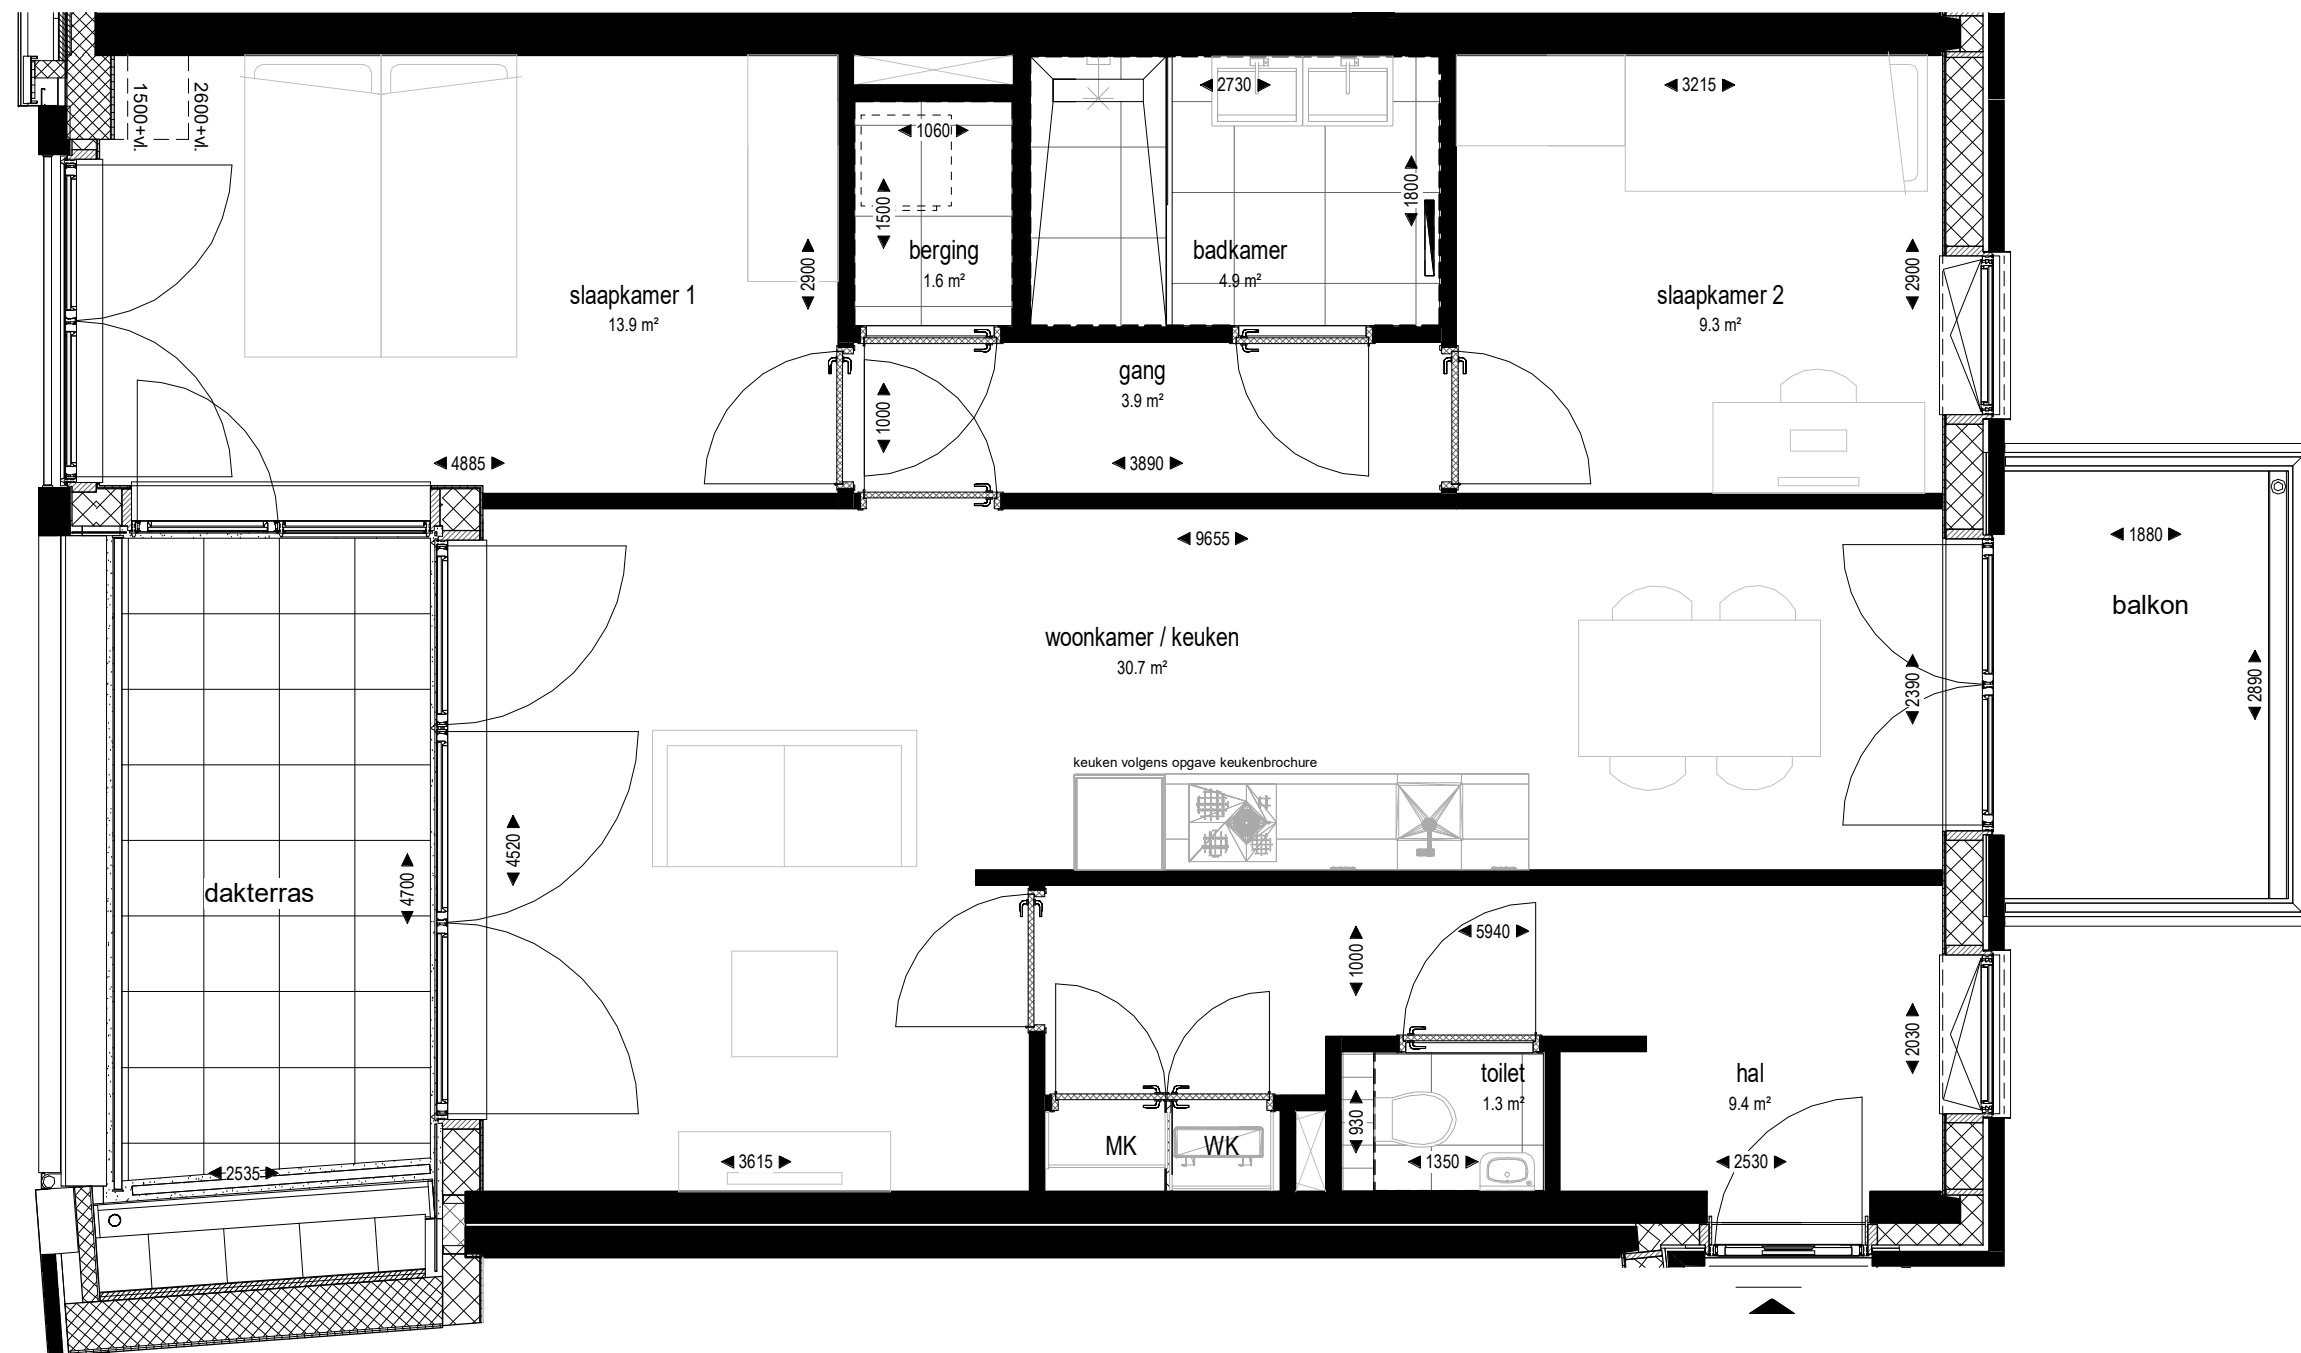 1500+vl.
2600+vl.
2730
3215
1060
1500
1800
berging
1.6 m²
badkamer
4.9 m²
2900
2900
slaapkamer 1
13.9 m²
slaapkamer 2
9.3 m²
gang
3.9 m²
1000
4885
3890
9655
1880
balkon
woonkamer / keuken
30.7 m²
2390
2890
keuken volgens opgave keukenbrochure
4520
4700
dakterras
5940
1000
2030
toilet
1.3 m²
hal
9.4 m²
930
MK
WK
2535
3615
1350
2530